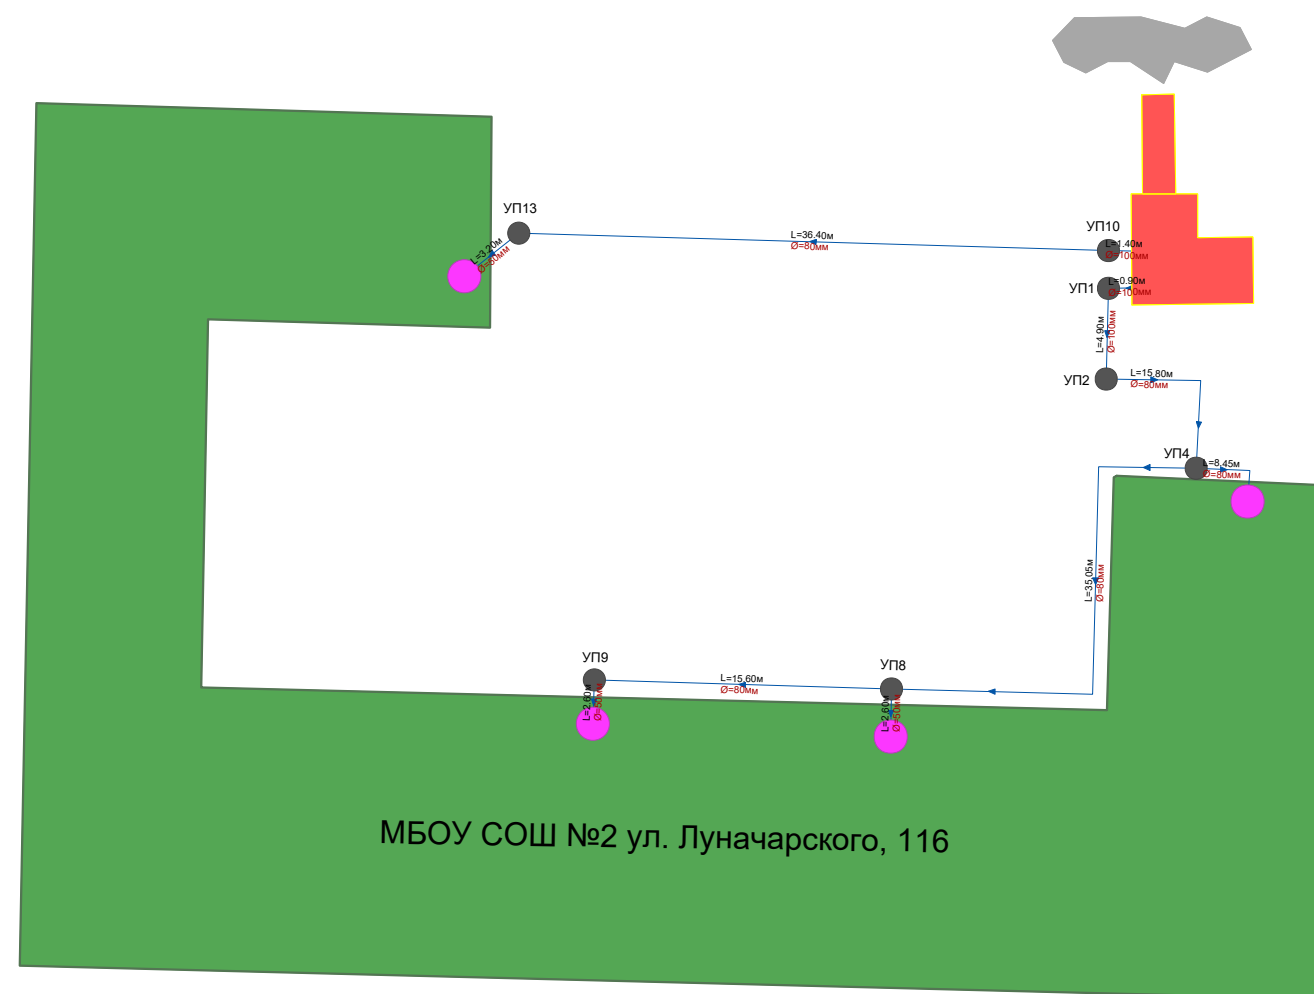 УП13
L=36.40м
Ø=80мм
L=3.20м
УП10
L=1.40м
Ø=100мм
УП1
L=0.90м
Ø=100мм
L=4.90м
Ø=100мм
УП2
L=15.80м
Ø=80мм
УП4
L=8.45м
Ø=80мм
L=35.05м
Ø=80мм
УП9
L=15.60м
Ø=80мм
УП8
L=2.60м
L=2.60м
МБОУ СОШ №2 ул. Луначарского, 116